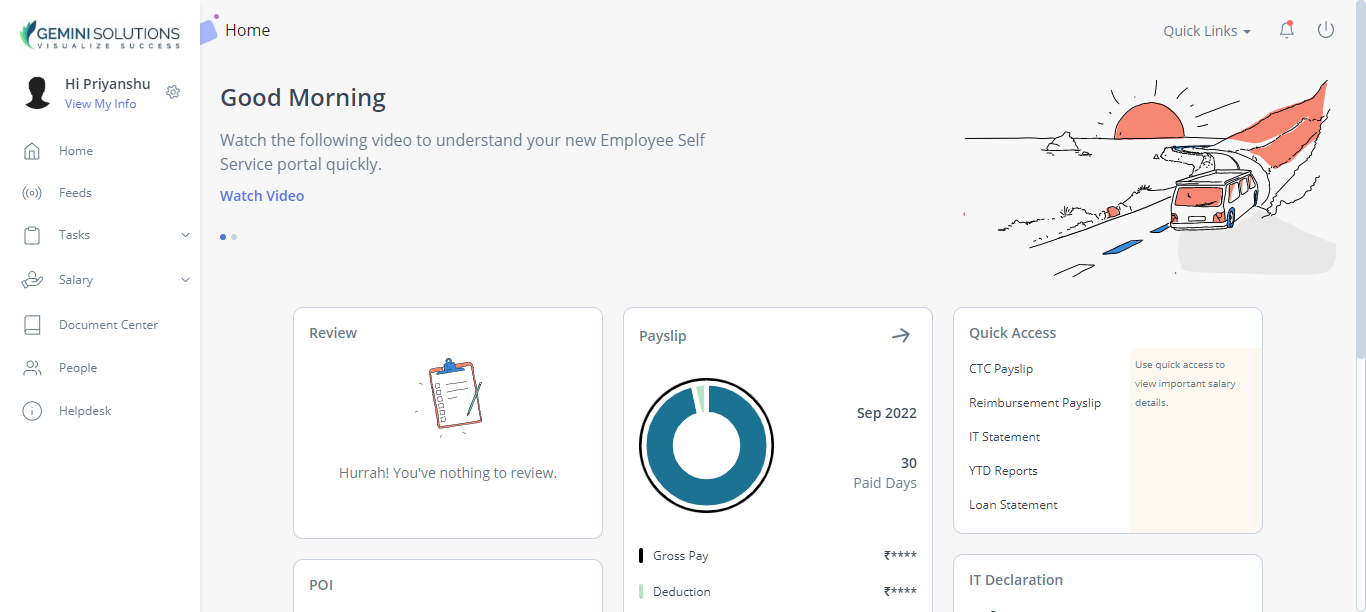 GEMINI SOLUTIONS
VISUALIZE SUCCESS
Hi Priyanshu
View My Info
Home
Feeds
Tasks
Salary
Document Center
People
Helpdesk
Home
Quick Links
Good Morning
Watch the following video to understand your new Employee Self
Service portal quickly.
Watch Video
Review
Hurrah! You've nothing to review.
POI
Payslip
Sep 2022
30
Paid Days
Gross Pay ₹****
Deduction ₹****
Quick Access
CTC Payslip
Reimbursement Payslip
IT Statement
YTD Reports
Loan Statement
Use quick access to
view important salary
details.
IT Declaration